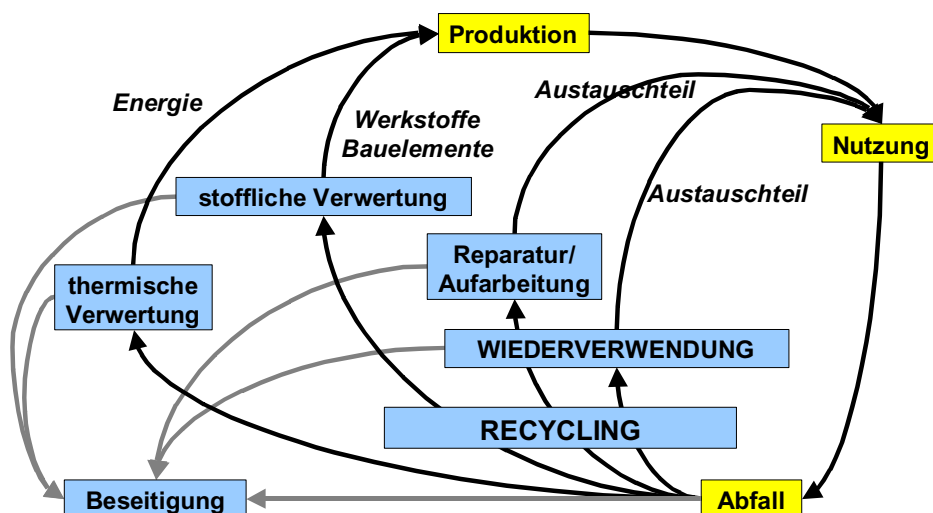 Produktion
Energie
Austauschteil
Werkstoffe
Bauelemente
Nutzung
stoffliche Verwertung
Austauschteil
Reparatur/
Aufarbeitung
thermische
Verwertung
WIEDERVERWENDUNG
RECYCLING
Beseitigung
Abfall